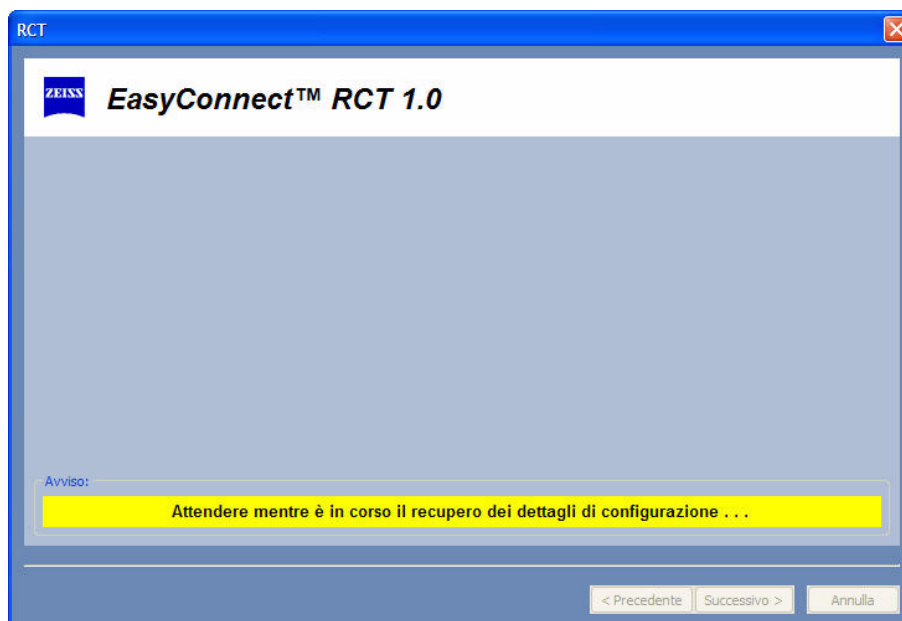 RCT
ZEISS
EasyConnect™ RCT 1.0
Avviso:
Attendere mentre è in corso il recupero dei dettagli di configurazione . . .
< Precedente
Successivo >
Annulla